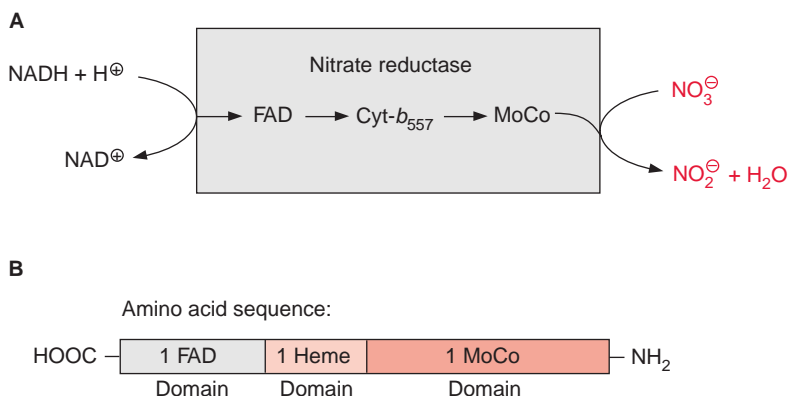 A
Nitrate reductase
NADH + H⊕
NO₃⊖
FAD
Cyt-b₅₅₇
MoCo
NAD⊕
NO₂⊖ + H₂O
B
Amino acid sequence:
HOOC 1 FAD 1 Heme 1 MoCo NH₂
Domain Domain Domain